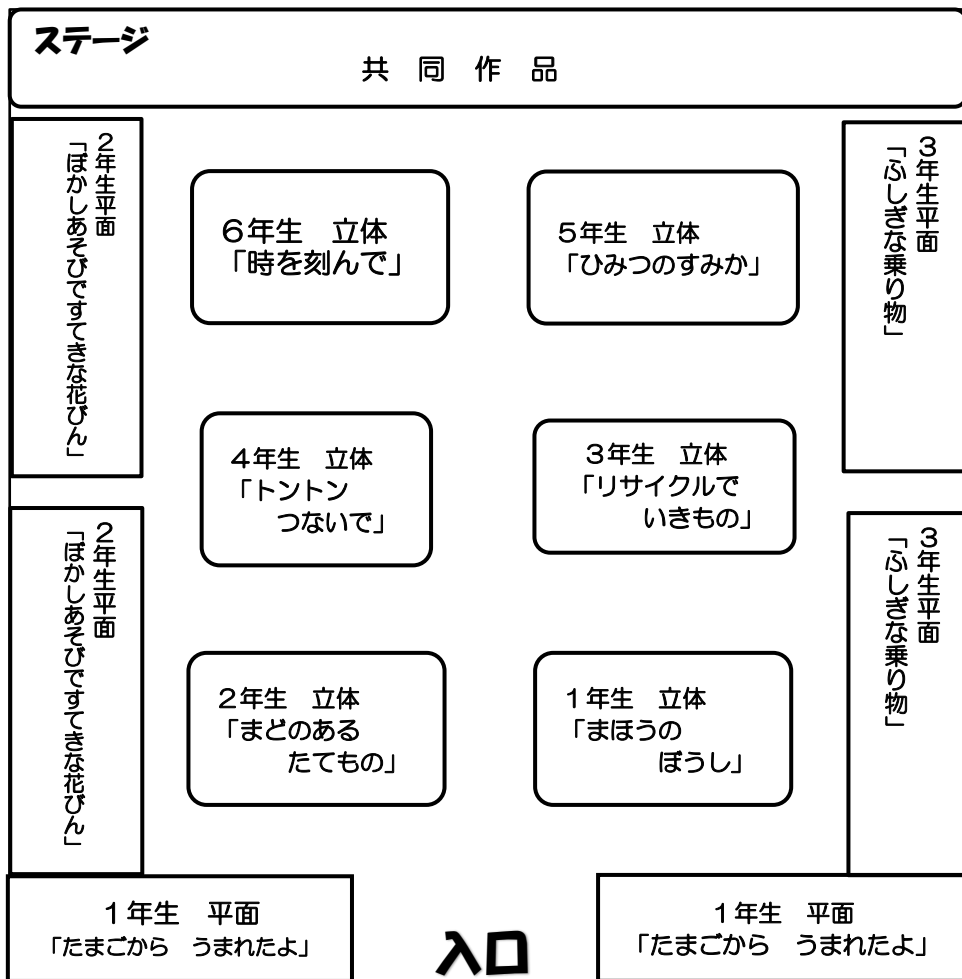 ステージ
共 同 作 品
２年生平面
「ぼかしあそびですてきな花びん」
６年生　立体
「時を刻んで」
５年生　立体
「ひみつのすみか」
３年生平面
「ふしぎな乗り物」
４年生　立体
「トントン
つないで」
３年生　立体
「リサイクルで
いきもの」
２年生平面
「ぼかしあそびですてきな花びん」
２年生　立体
「まどのある
たてもの」
１年生　立体
「まほうの
ぼうし」
３年生平面
「ふしぎな乗り物」
１年生　平面
「たまごから　うまれたよ」
入口
１年生　平面
「たまごから　うまれたよ」